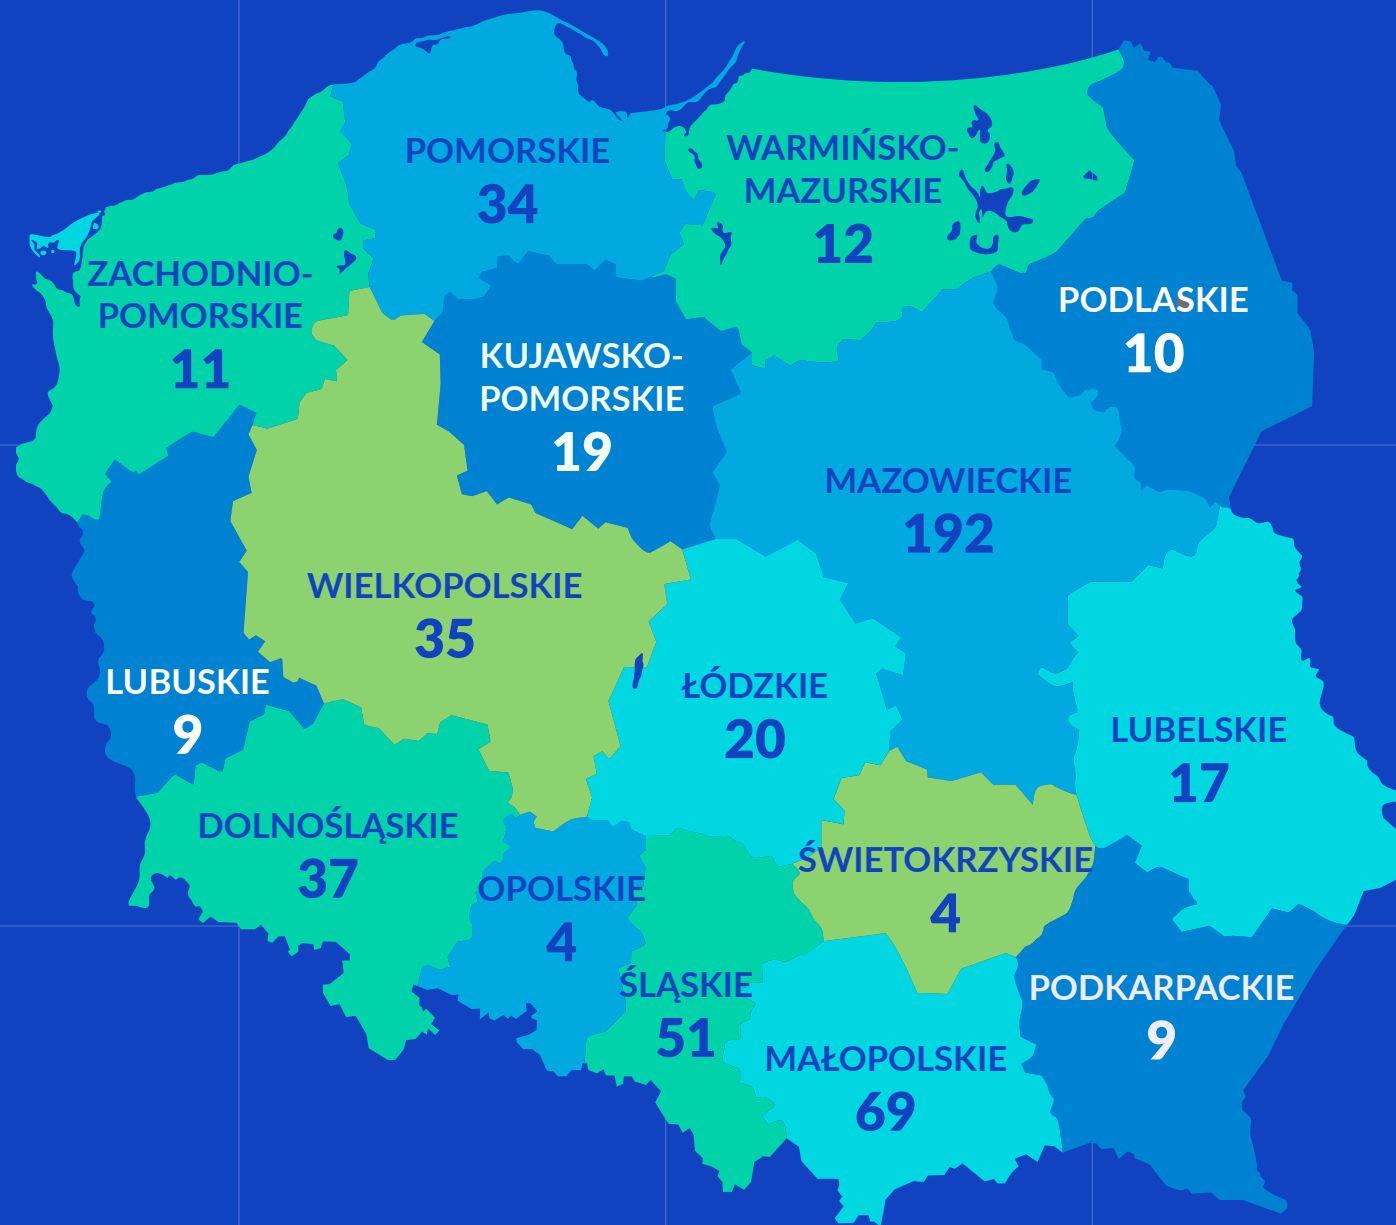 POMORSKIE
34
WARMIŃSKO-
MAZURSKIE
12
ZACHODNIO-
POMORSKIE
11
PODLASKIE
10
KUJAWSKO-
POMORSKIE
19
MAZOWIECKIE
192
WIELKOPOLSKIE
35
LUBUSKIE
9
ŁÓDZKIE
20
LUBELSKIE
17
DOLNOŚLĄSKIE
37
OPOLSKIE
4
ŚWIETOKRZYSKIE
4
ŚLĄSKIE
51
PODKARPACKIE
9
MAŁOPOLSKIE
69